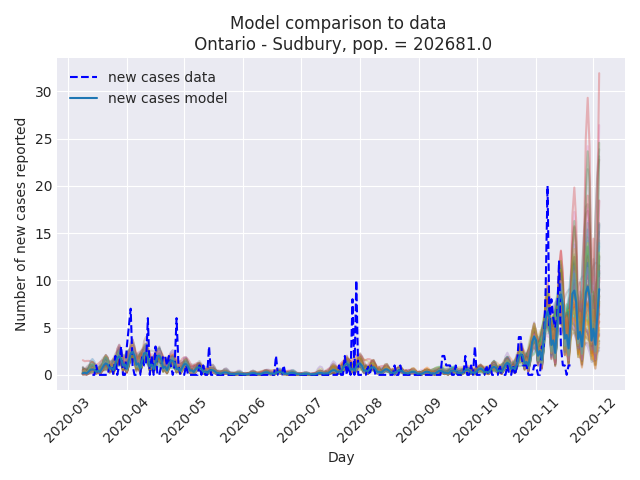 Model comparison to data
Ontario - Sudbury, pop. = 202681.0
new cases data
new cases model
Number of new cases reported
30
25
20
15
10
5
0
2020-03
2020-04
2020-05
2020-06
2020-07
2020-08
2020-09
2020-10
2020-11
2020-12
Day